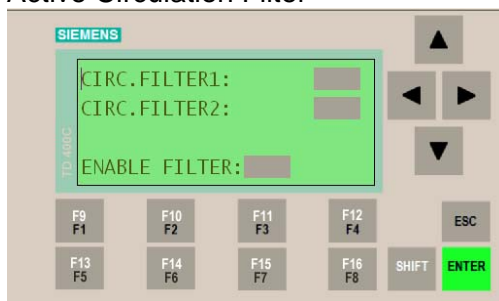 Active Circulation Filter
SIEMENS
CIRC.FILTER1:
CIRC.FILTER2:
ENABLE FILTER:
TD 400C
F9 F10 F11 F12
F1 F2 F3 F4
ESC
F13 F14 F15 F16
F5 F6 F7 F8
SHIFT ENTER